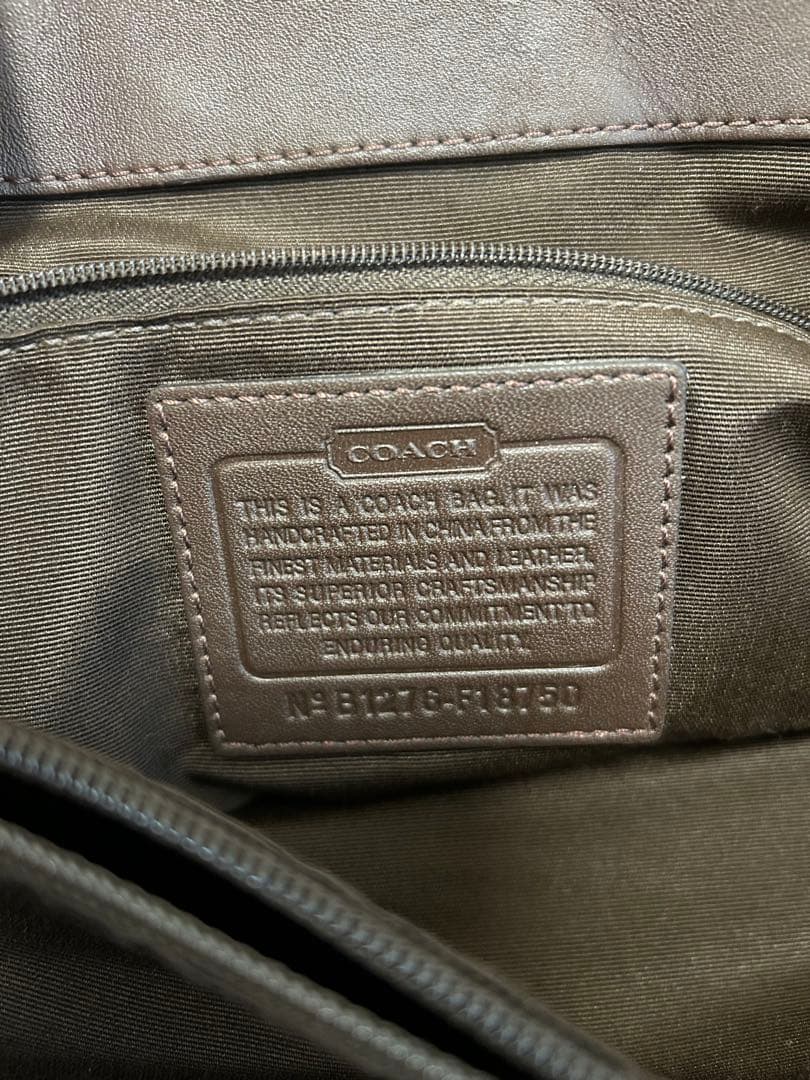 COACH
THIS IS A COACH BAG. IT WAS
HANDCRAFTED IN CHINA FROM THE
FINEST MATERIALS AND LEATHER.
ITS SUPERIOR CRAFTSMANSHIP
REFLECTS OUR COMMITMENT TO
ENDURING QUALITY.
Nº B1276-F18750